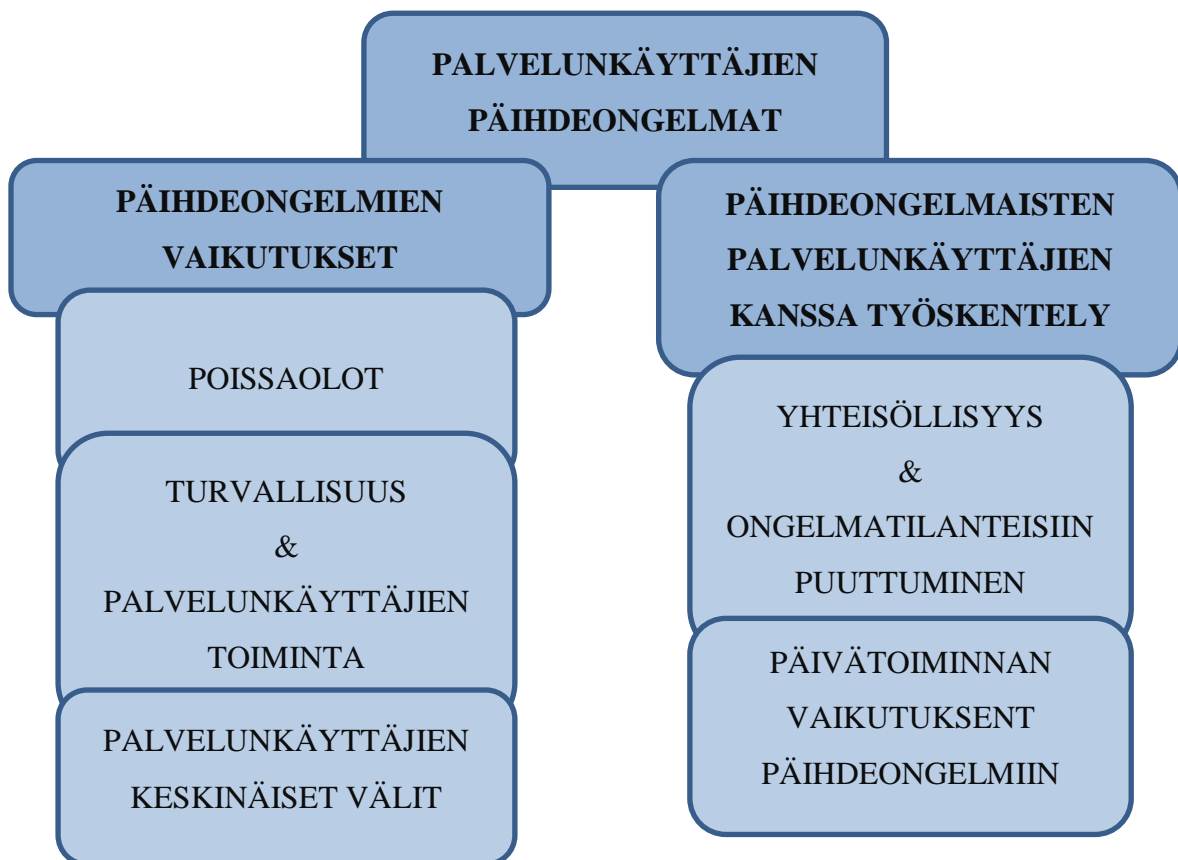 PALVELUNKÄYTTÄJIEN
PÄIHDEONGELMAT
PÄIHDEONGELMIEN
VAIKUTUKSET
POISSAOLOT
TURVALLISUUS
&
PALVELUNKÄYTTÄJIEN
TOIMINTA
PALVELUNKÄYTTÄJIEN
KESKINÄISET VÄLIT
PÄIHDEONGELMAISTEN
PALVELUNKÄYTTÄJIEN
KANSSA TYÖSKENTELY
YHTEISÖLLISYYS
&
ONGELMATILANTEISIIN
PUUTTUMINEN
PÄIVÄTOIMINNAN
VAIKUTUKSENT
PÄIHDEONGELMIIN